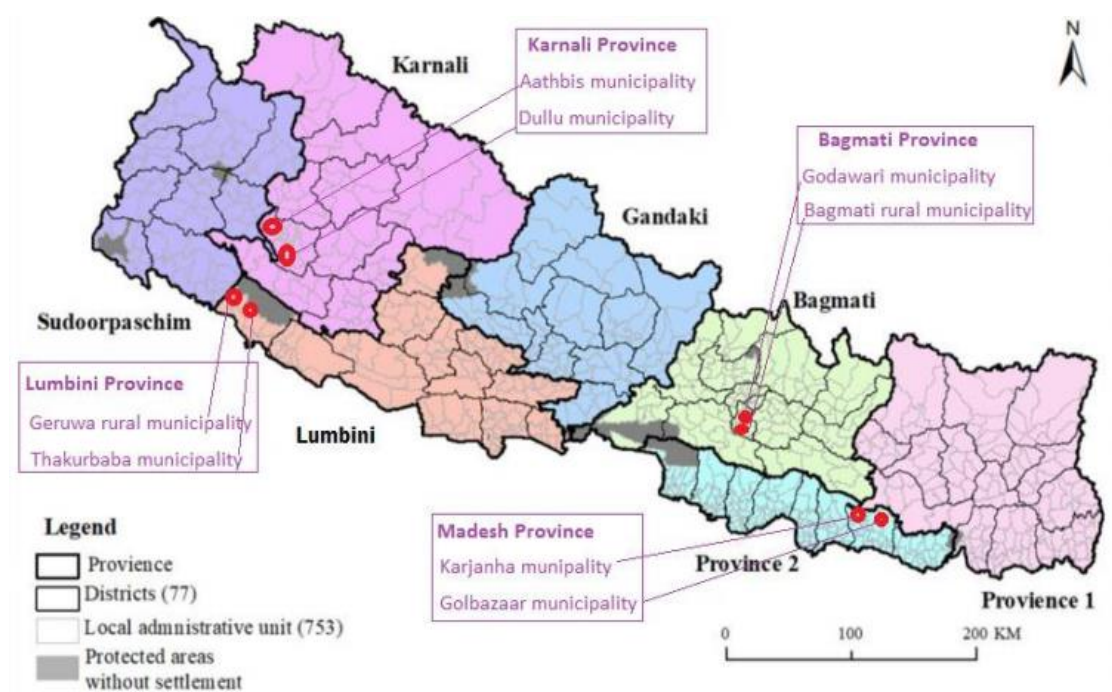 N
Karnali
Karnali Province
Aathbis municipality
Dullu municipality
Bagmati Province
Godawari municipality
Bagmati rural municipality
Gandaki
Bagmati
Sudoorpaschim
Lumbini Province
Geruwa rural municipality
Thakurbaba municipality
Lumbini
Madesh Province
Karjanha munipality
Golbazaar municipality
Province 2
Provience 1
Legend
Provience
Districts (77)
Local admnistrative unit (753)
Protected areas
without settlement
0 100 200 KM